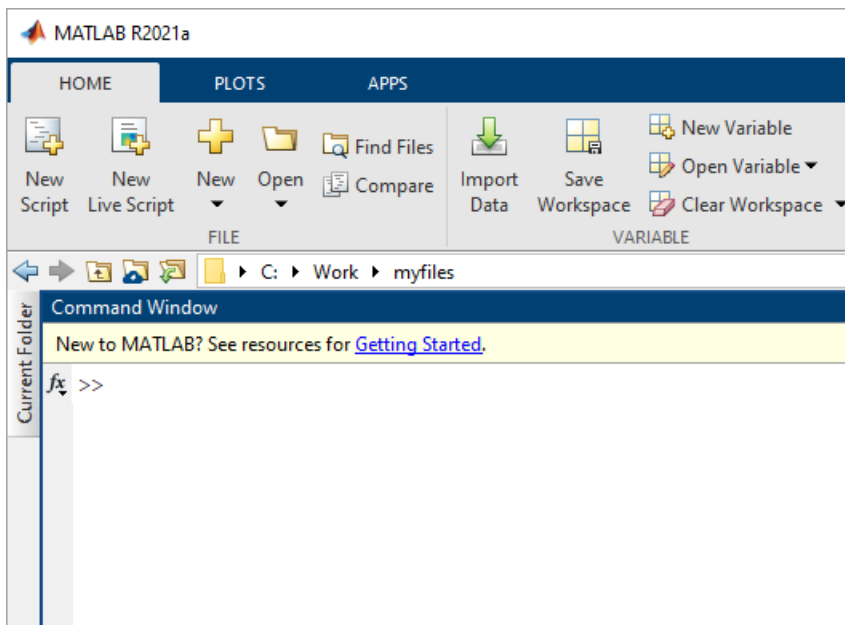 MATLAB R2021a
HOME PLOTS APPS
New Script
New Live Script
New
Open
Find Files
Compare
FILE
Import Data
Save Workspace
New Variable
Open Variable
Clear Workspace
VARIABLE
C: Work myfiles
Current Folder
Command Window
New to MATLAB? See resources for Getting Started.
fx >>